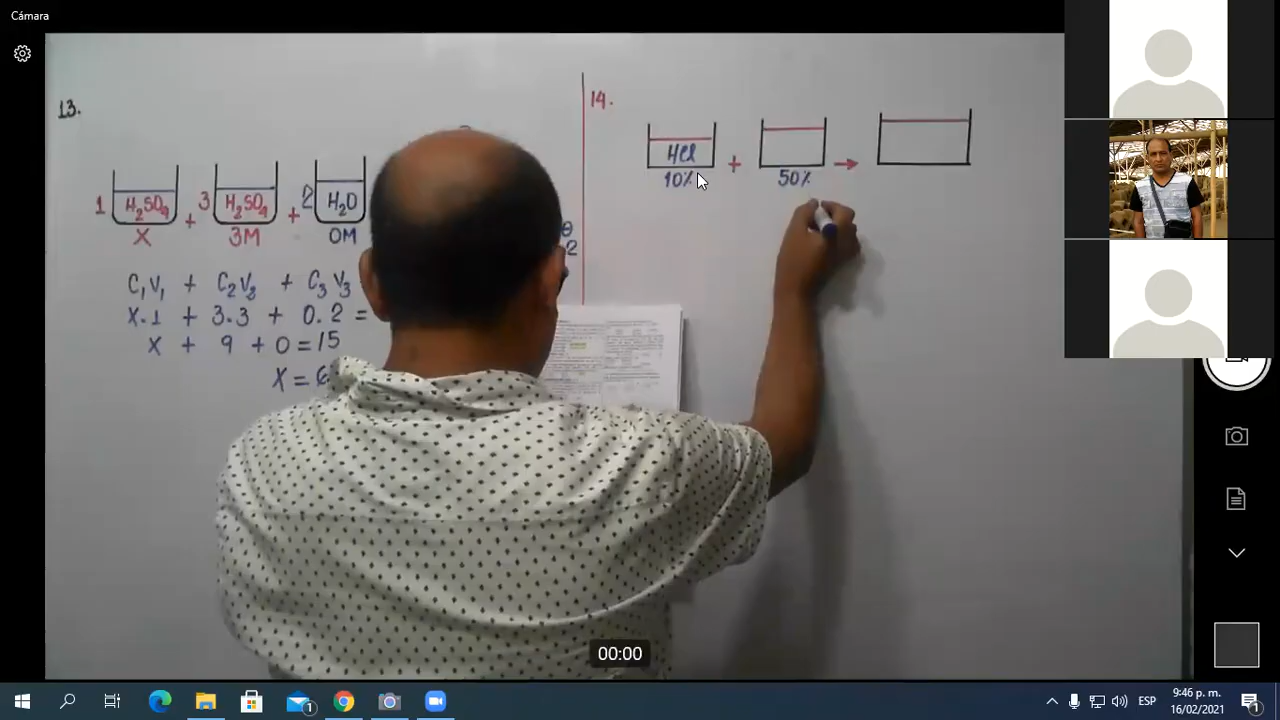 Cámara
13.
1 H₂SO₄ + 3 H₂SO₄ + 2 H₂O
X 3M 0M
C₁V₁ + C₂V₂ + C₃V₃
X.1 + 3.3 + 0.2 =
X + 9 + 0 = 15
X = 6
14.
HCl + →
10% 50%
00:00
ESP
9:46 p. m.
16/02/2021